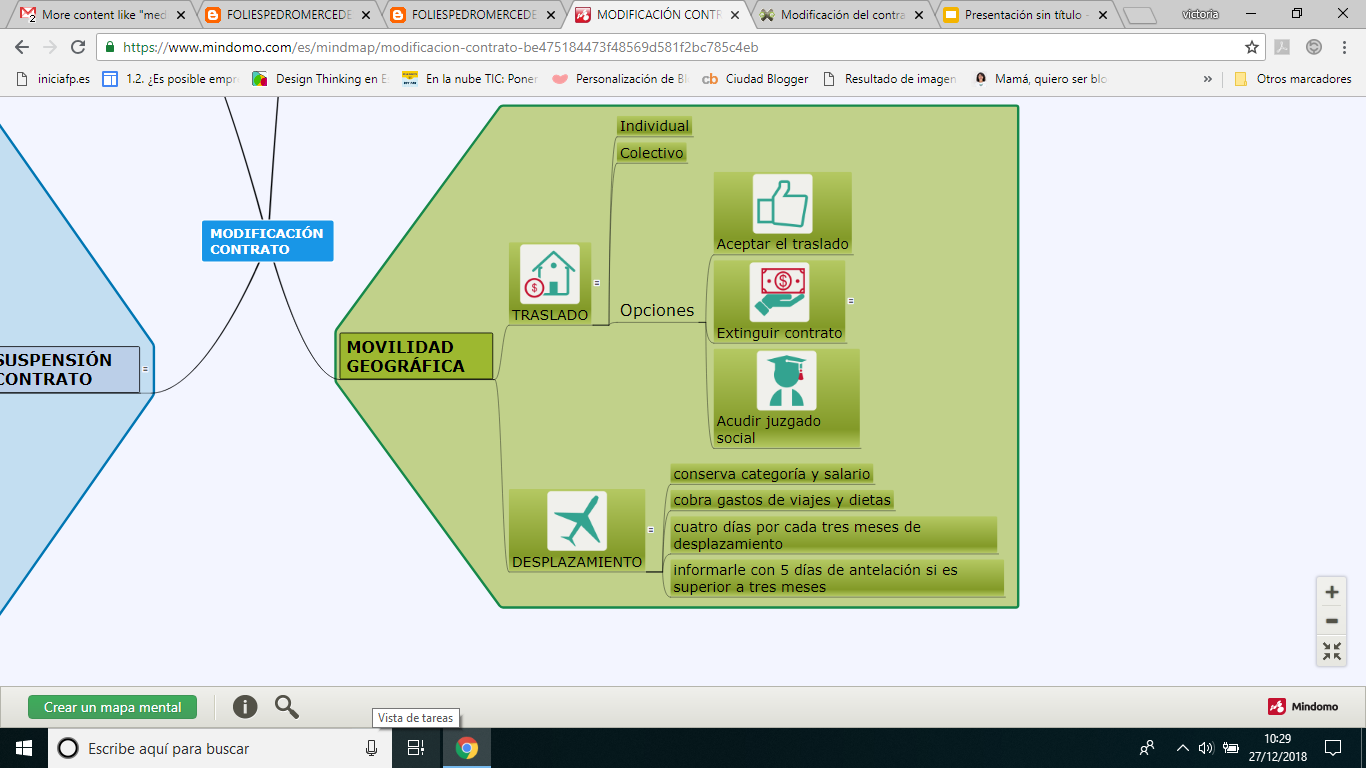 More content like "med
FOLIESPEDROMERCEDE
FOLIESPEDROMERCEDE
MODIFICACIÓN CONTR
Modificación del contra
Presentación sin título -
victoria
https://www.mindomo.com/es/mindmap/modificacion-contrato-be475184473f48569d581f2bc785c4eb
iniciafp.es
1.2. ¿Es posible empr
Design Thinking en E
En la nube TIC: Poner
Personalización de Bl
Ciudad Blogger
Resultado de imagen
Mamá, quiero ser blo
»
Otros marcadores
MODIFICACIÓN
CONTRATO
SUSPENSIÓN
CONTRATO
MOVILIDAD
GEOGRÁFICA
TRASLADO
Individual
Colectivo
Opciones
Aceptar el traslado
Extinguir contrato
Acudir juzgado
social
DESPLAZAMIENTO
conserva categoría y salario
cobra gastos de viajes y dietas
cuatro días por cada tres meses de
desplazamiento
informarle con 5 días de antelación si es
superior a tres meses
Crear un mapa mental
Mindomo
Vista de tareas
Escribe aquí para buscar
10:29
27/12/2018